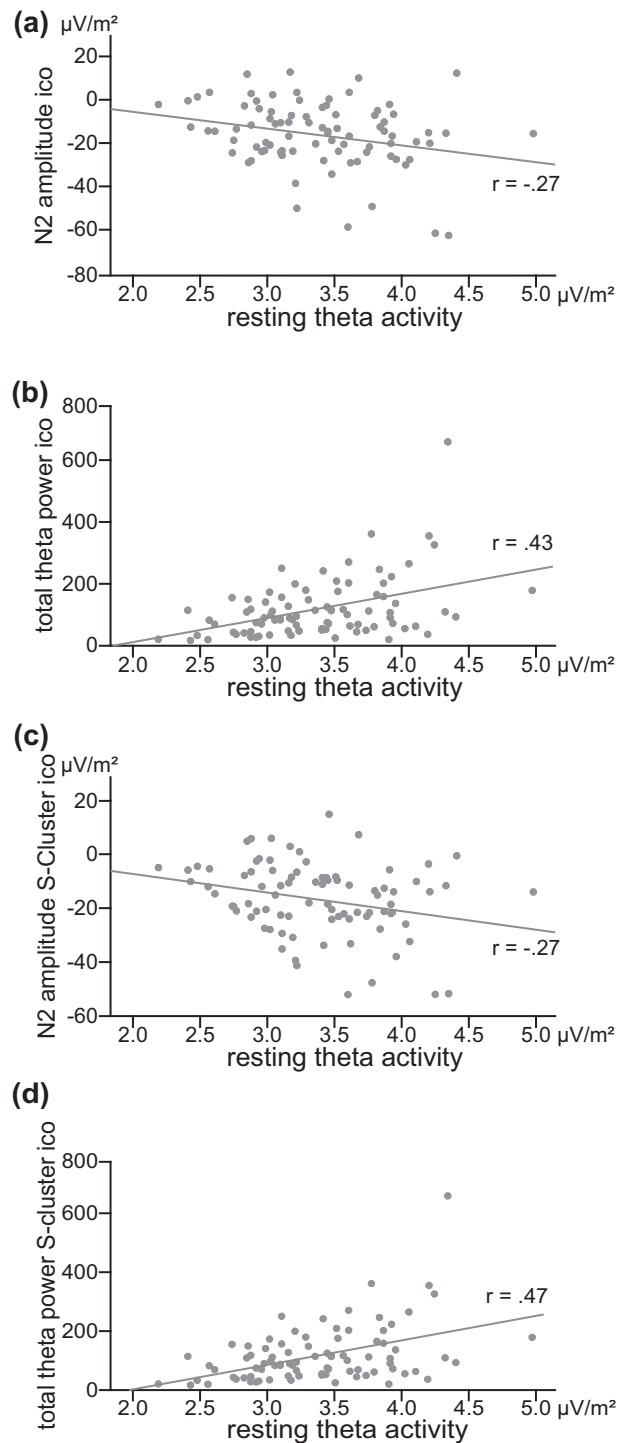 (a)
µV/m²
N2 amplitude ico
20
0
-20
-40
-60
-80
r = -.27
2.0 2.5 3.0 3.5 4.0 4.5 5.0 µV/m²
resting theta activity
(b)
total theta power ico
800
600
400
200
0
r = .43
2.0 2.5 3.0 3.5 4.0 4.5 5.0 µV/m²
resting theta activity
(c)
µV/m²
N2 amplitude S-Cluster ico
20
0
-20
-40
-60
r = -.27
2.0 2.5 3.0 3.5 4.0 4.5 5.0 µV/m²
resting theta activity
(d)
total theta power S-cluster ico
800
600
400
200
0
r = .47
2.0 2.5 3.0 3.5 4.0 4.5 5.0 µV/m²
resting theta activity